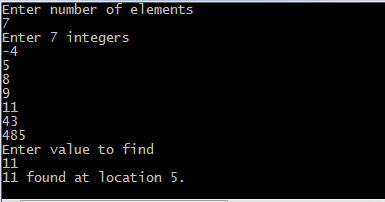 Enter number of elements
7
Enter 7 integers
-4
5
8
9
11
43
485
Enter value to find
11
11 found at location 5.